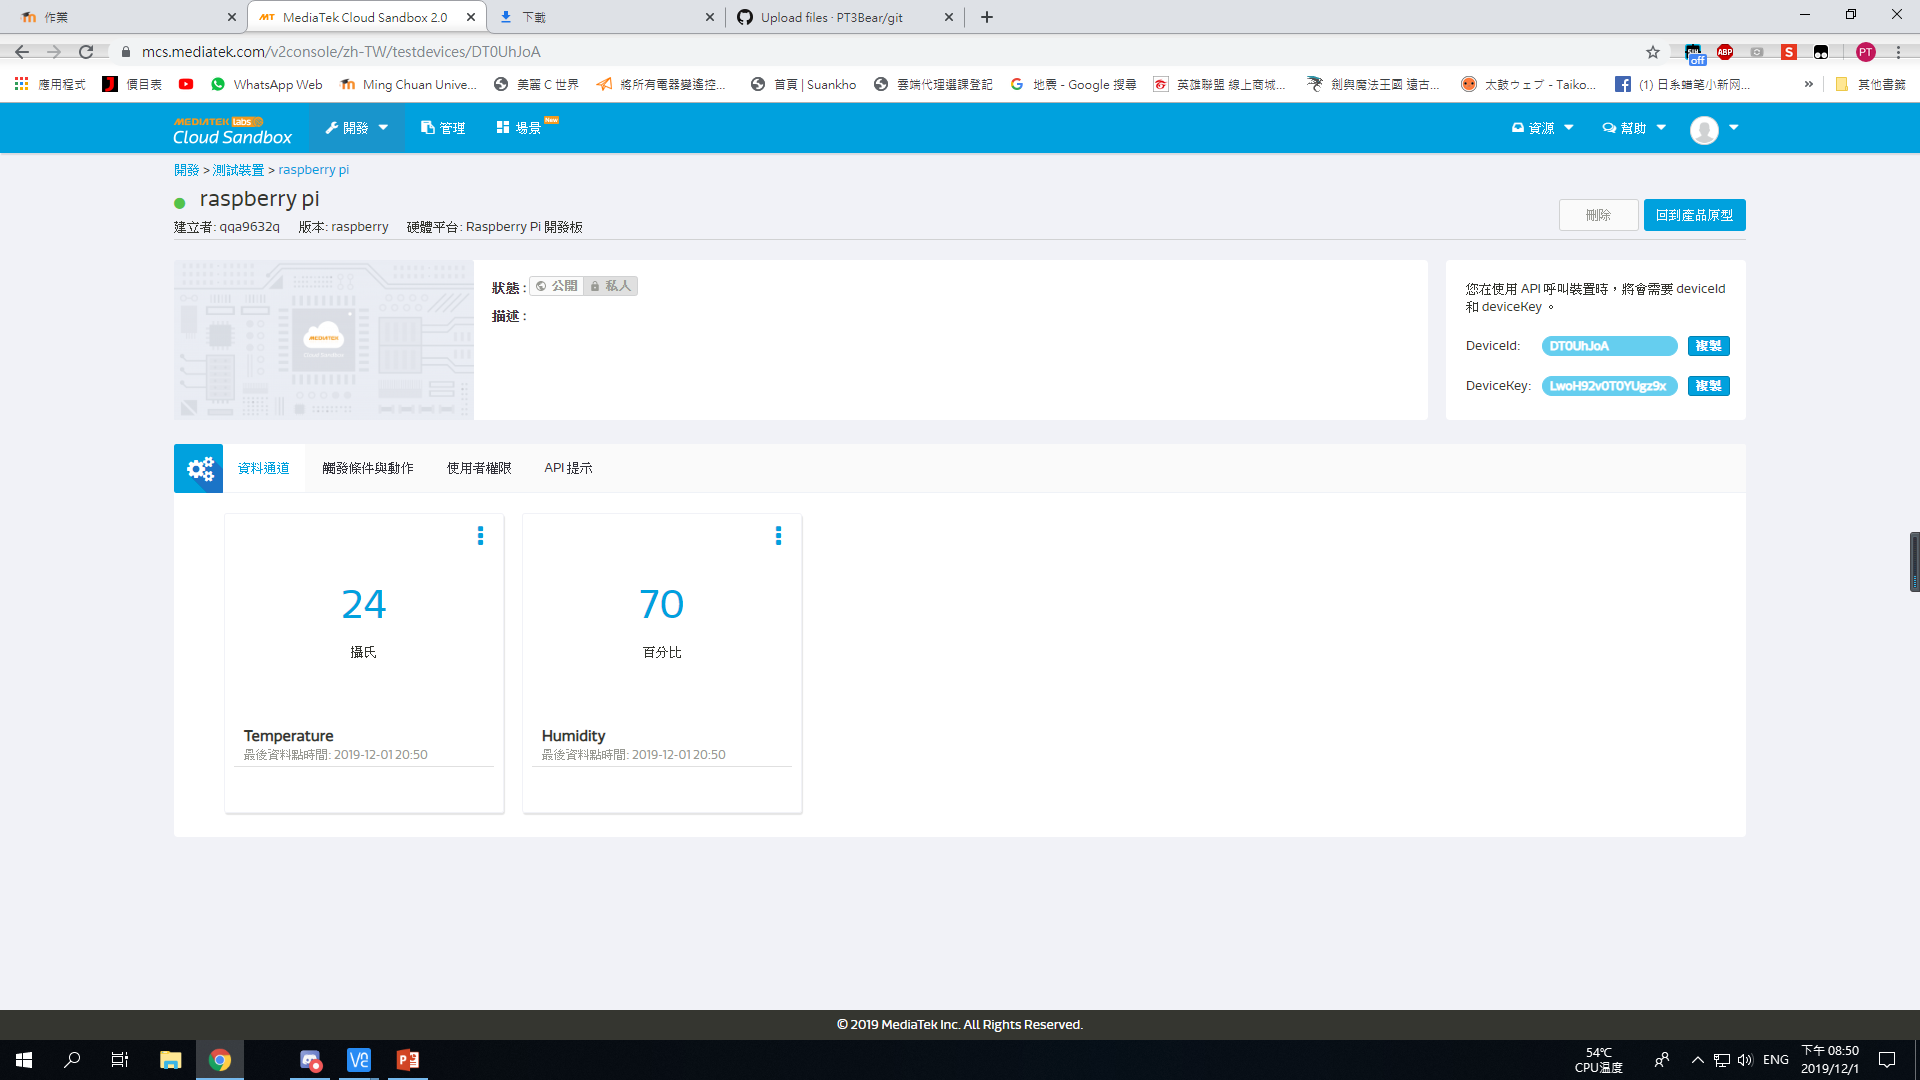 作業
MediaTek Cloud Sandbox 2.0
下載
Upload files · PT3Bear/git
mcs.mediatek.com/v2console/zh-TW/testdevices/DT0UhJoA
off
ABP
S
PT
應用程式
價目表
WhatsApp Web
Ming Chuan Unive...
美麗 C 世界
將所有電器變遙控...
首頁 | Suankho
雲端代理選課登記
地震 - Google 搜尋
英雄聯盟 線上商城...
劍與魔法王國 遠古...
太鼓ウェブ - Taiko...
(1) 日系蜡笔小新网...
»
其他書籤
MEDIATEK labs
Cloud Sandbox
開發
管理
場景
New
資源
幫助
開發 > 測試裝置 > raspberry pi
raspberry pi
建立者: qqa9632q 版本: raspberry 硬體平台: Raspberry Pi 開發板
刪除
回到產品原型
MEDIATEK
Cloud Sandbox
狀態 : 公開 私人
描述 :
您在使用 API 呼叫裝置時，將會需要 deviceId
和 deviceKey 。
DeviceId: DT0UhJoA 複製
DeviceKey: LwoH92v0T0YUgz9x 複製
資料通道
觸發條件與動作
使用者權限
API 提示
24
攝氏
Temperature
最後資料點時間: 2019-12-01 20:50
70
百分比
Humidity
最後資料點時間: 2019-12-01 20:50
© 2019 MediaTek Inc. All Rights Reserved.
54℃
CPU溫度
ENG
下午 08:50
2019/12/1